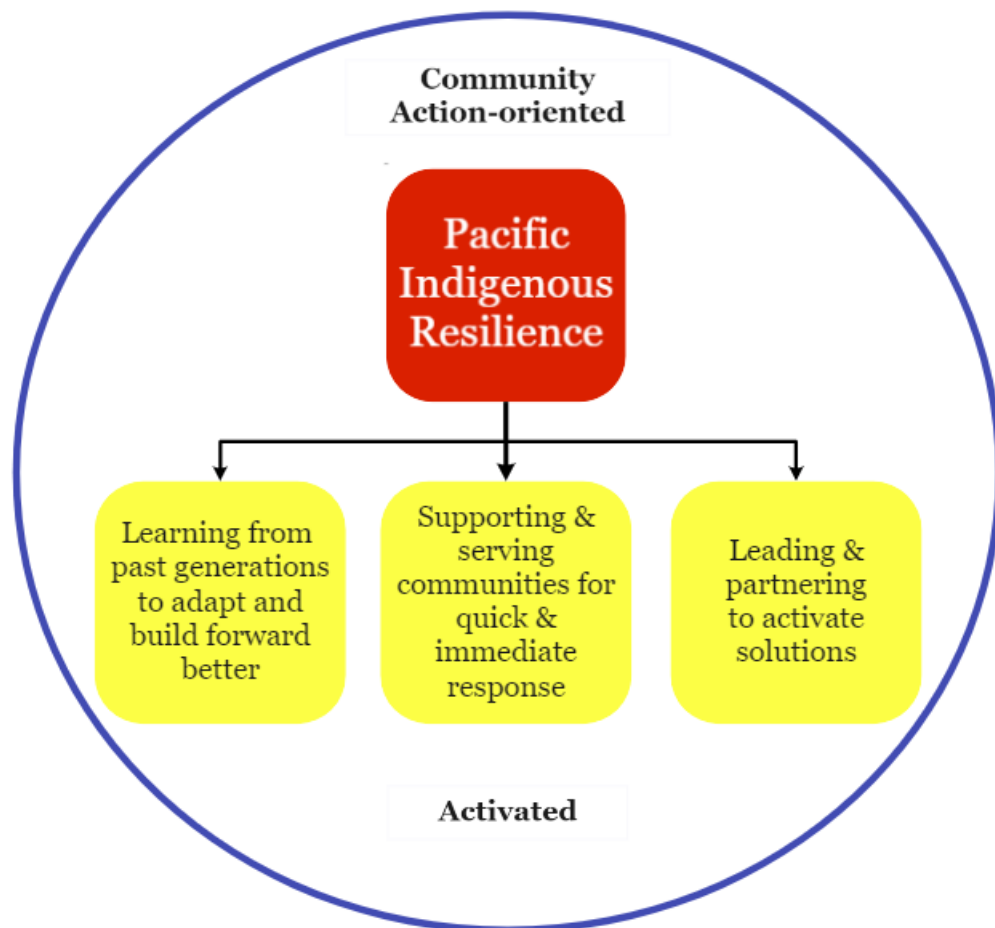 Community
Action-oriented
Pacific
Indigenous
Resilience
Learning from
past generations
to adapt and
build forward
better
Supporting &
serving
communities for
quick &
immediate
response
Leading &
partnering
to activate
solutions
Activated